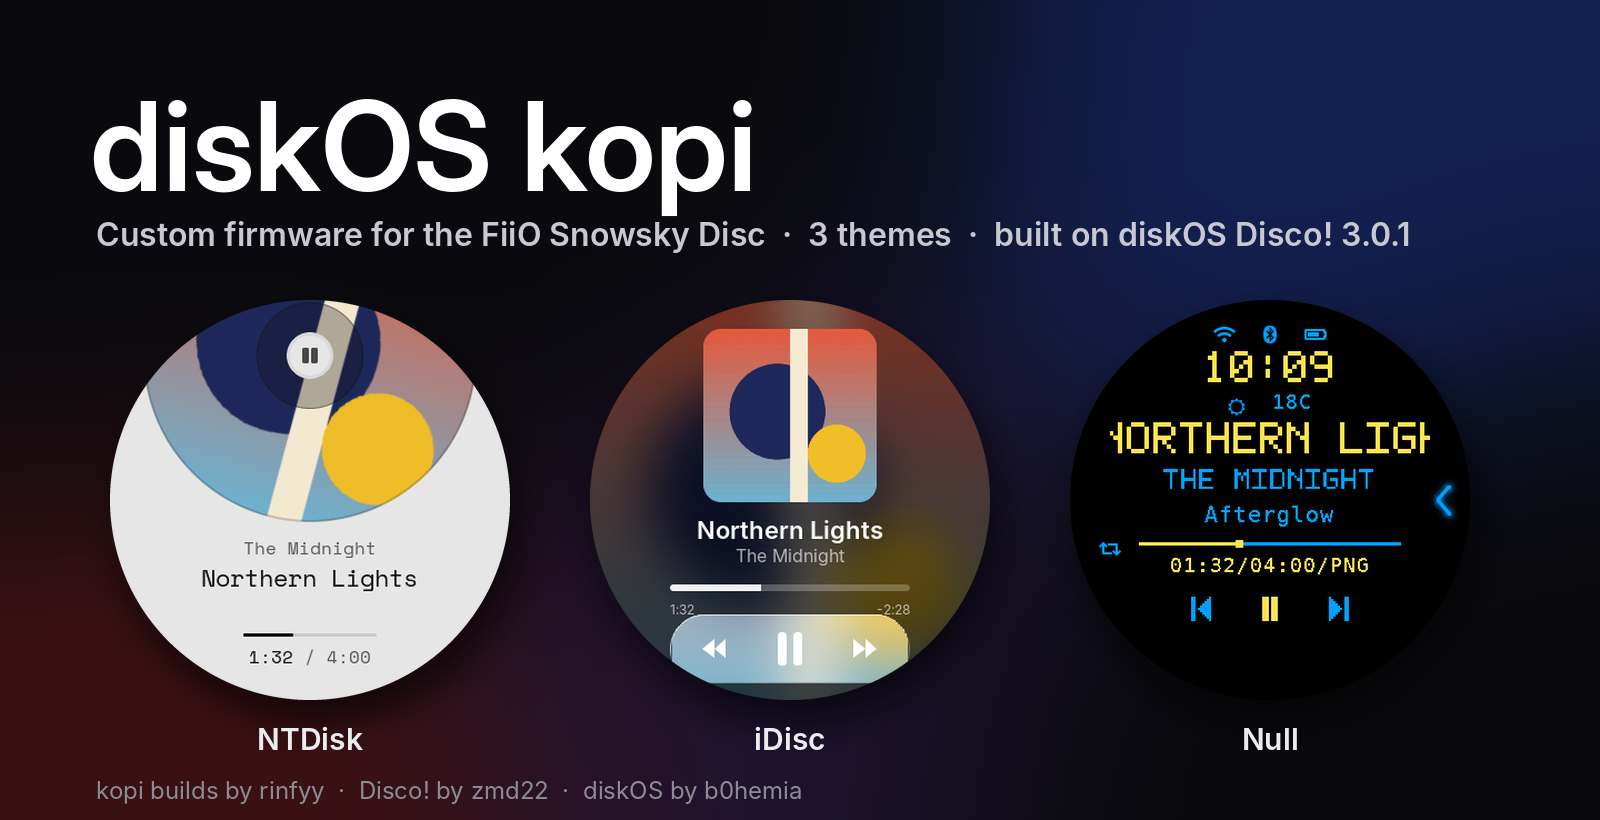 diskOS kopi
Custom firmware for the FiiO Snowsky Disc · 3 themes · built on diskOS Disco! 3.0.1
The Midnight
Northern Lights
1:32 / 4:00
NTDisk
Northern Lights
The Midnight
1:32 -2:28
iDisc
10:09
18C
NORTHERN LIGH
THE MIDNIGHT
Afterglow
01:32/04:00/PNG
Null
kopi builds by rinfyy · Disco! by zmd22 · diskOS by b0hemia